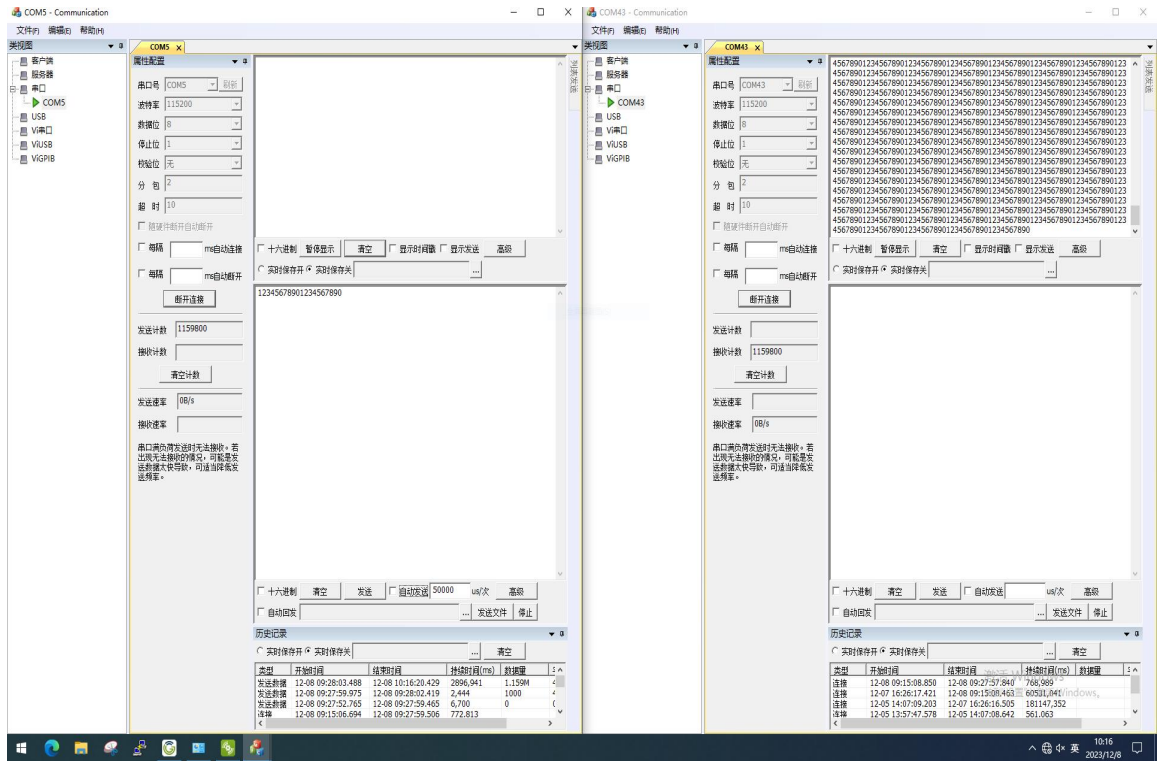 COM5 - Communication
文件(F) 编辑(E) 帮助(H)
类视图
客户端
服务器
串口
COM5
USB
Vi串口
ViUSB
ViGPIB
COM5 x
属性配置
串口号 COM5 刷新
波特率 115200
数据位 8
停止位 1
校验位 无
分 包 2
超 时 10
随硬件断开自动断开
每隔 ms自动连接
每隔 ms自动断开
断开连接
发送计数 1159800
接收计数
清空计数
发送速率 0B/s
接收速率
串口满负荷发送时无法接收。若
出现无法接收的情况，可能是发
送数据太快导致，可适当降低发
送频率。
列表发送
十六进制 暂停显示 清空 显示时间戳 显示发送 高级
实时保存开 实时保存关 ...
12345678901234567890
十六进制 清空 发送 自动发送 50000 us/次 高级
自动回发 ... 发送文件 停止
历史记录
实时保存开 实时保存关 ... 清空
类型 开始时间 结束时间 持续时间(ms) 数据量
发送数据 12-08 09:28:03.488 12-08 10:16:20.429 2896,941 1.159M
发送数据 12-08 09:27:59.975 12-08 09:28:02.419 2,444 1000
发送数据 12-08 09:27:52.765 12-08 09:27:59.465 6,700 0
连接 12-08 09:15:06.694 12-08 09:27:59.506 772.813
COM43 - Communication
文件(F) 编辑(E) 帮助(H)
类视图
客户端
服务器
串口
COM43
USB
Vi串口
ViUSB
ViGPIB
COM43 x
属性配置
串口号 COM43 刷新
波特率 115200
数据位 8
停止位 1
校验位 无
分 包 2
超 时 10
随硬件断开自动断开
每隔 ms自动连接
每隔 ms自动断开
断开连接
发送计数
接收计数 1159800
清空计数
发送速率
接收速率 0B/s
串口满负荷发送时无法接收。若
出现无法接收的情况，可能是发
送数据太快导致，可适当降低发
送频率。
列表发送
45678901234567890
十六进制 暂停显示 清空 显示时间戳 显示发送 高级
实时保存开 实时保存关 ...
十六进制 清空 发送 自动发送 us/次 高级
自动回发 ... 发送文件 停止
历史记录
实时保存开 实时保存关 ... 清空
类型 开始时间 结束时间 持续时间(ms) 数据量
连接 12-08 09:15:08.850 12-08 09:27:57.840 768,989
连接 12-07 16:26:17.421 12-08 09:15:08.463 60531,041
连接 12-05 14:07:09.203 12-07 16:26:16.505 181147,352
连接 12-05 13:57:47.578 12-05 14:07:08.642 561.063
英
10:16
2023/12/8